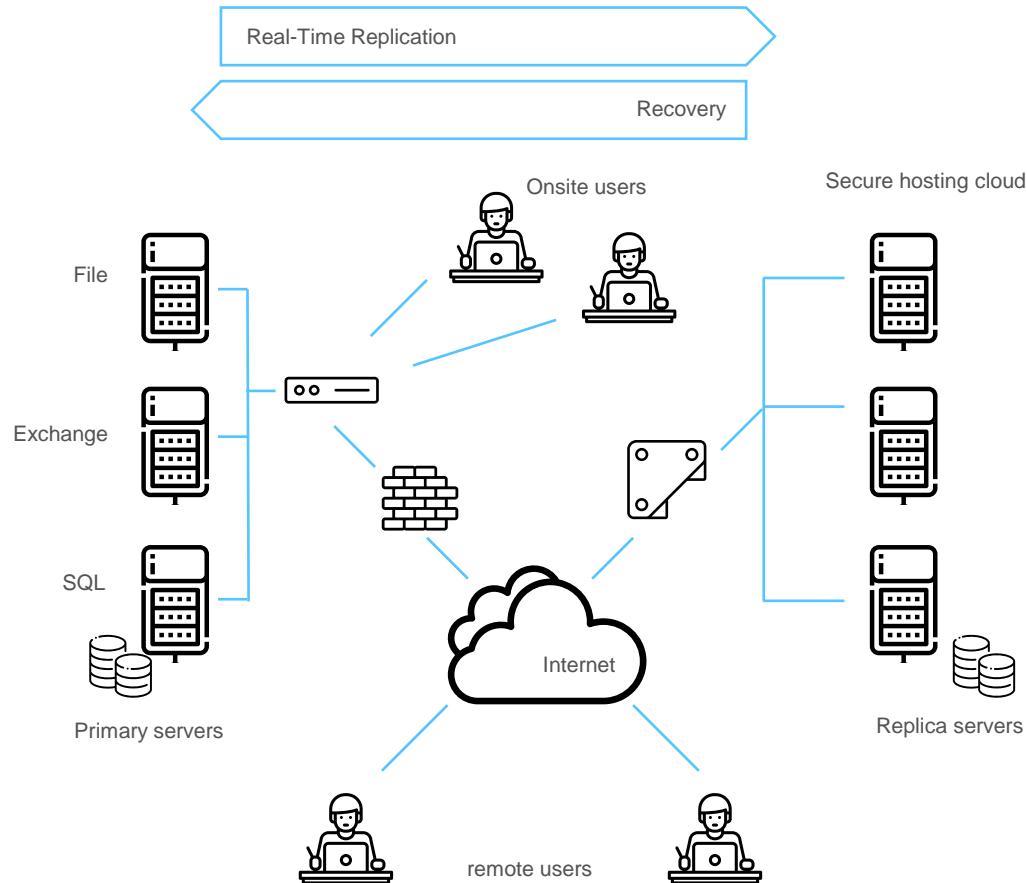 Real-Time Replication
Recovery
Onsite users
Secure hosting cloud
File
Exchange
SQL
Internet
Primary servers
Replica servers
remote users